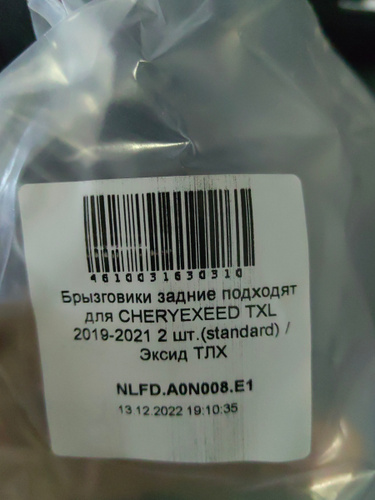 4610031630310
Брызговики задние подходят
для CHERYEXEED TXL
2019-2021 2 шт.(standard) /
Эксид ТЛХ
NLFD.A0N008.E1
13.12.2022 19:10:35